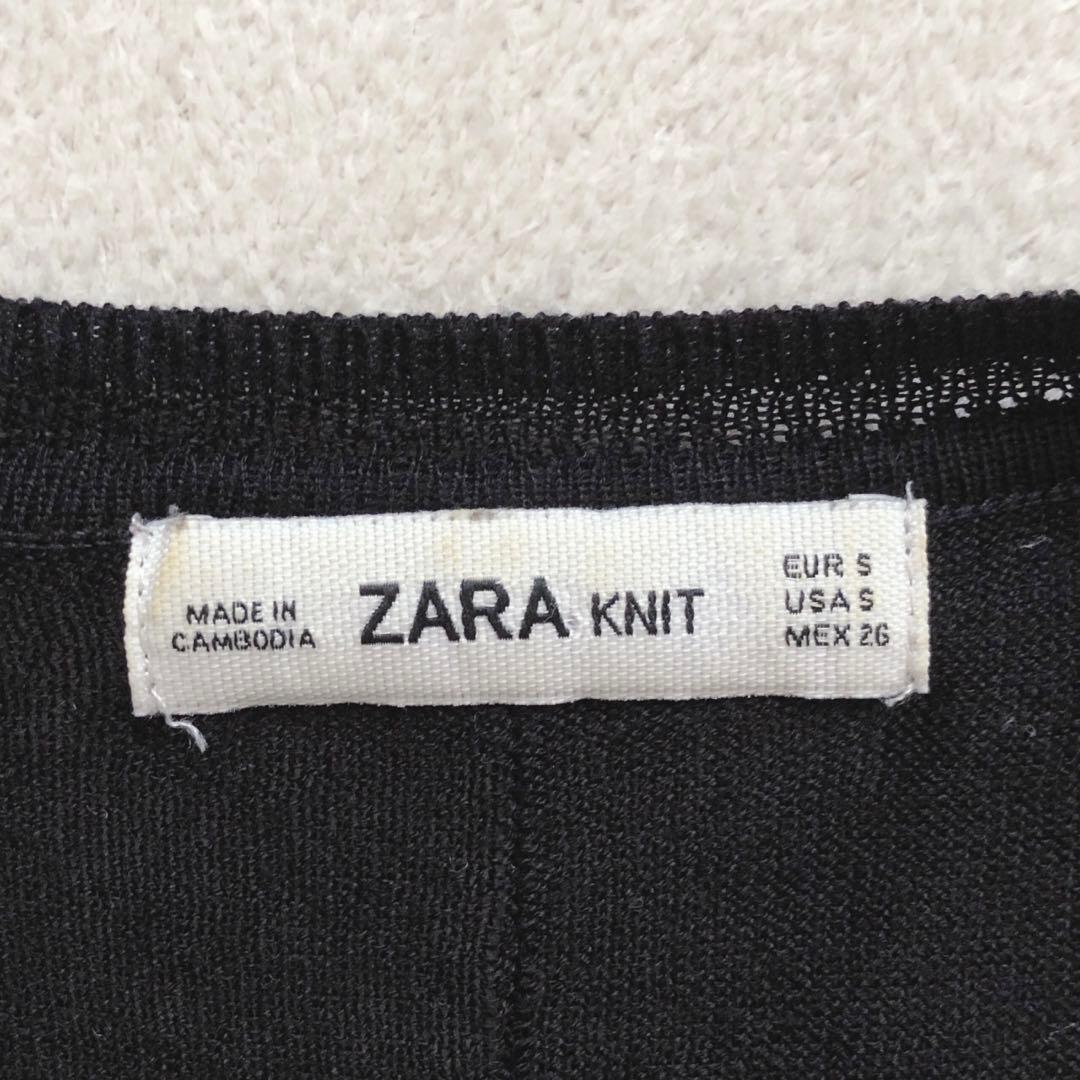 MADE IN
CAMBODIA
ZARA KNIT
EUR S
USA S
MEX 26